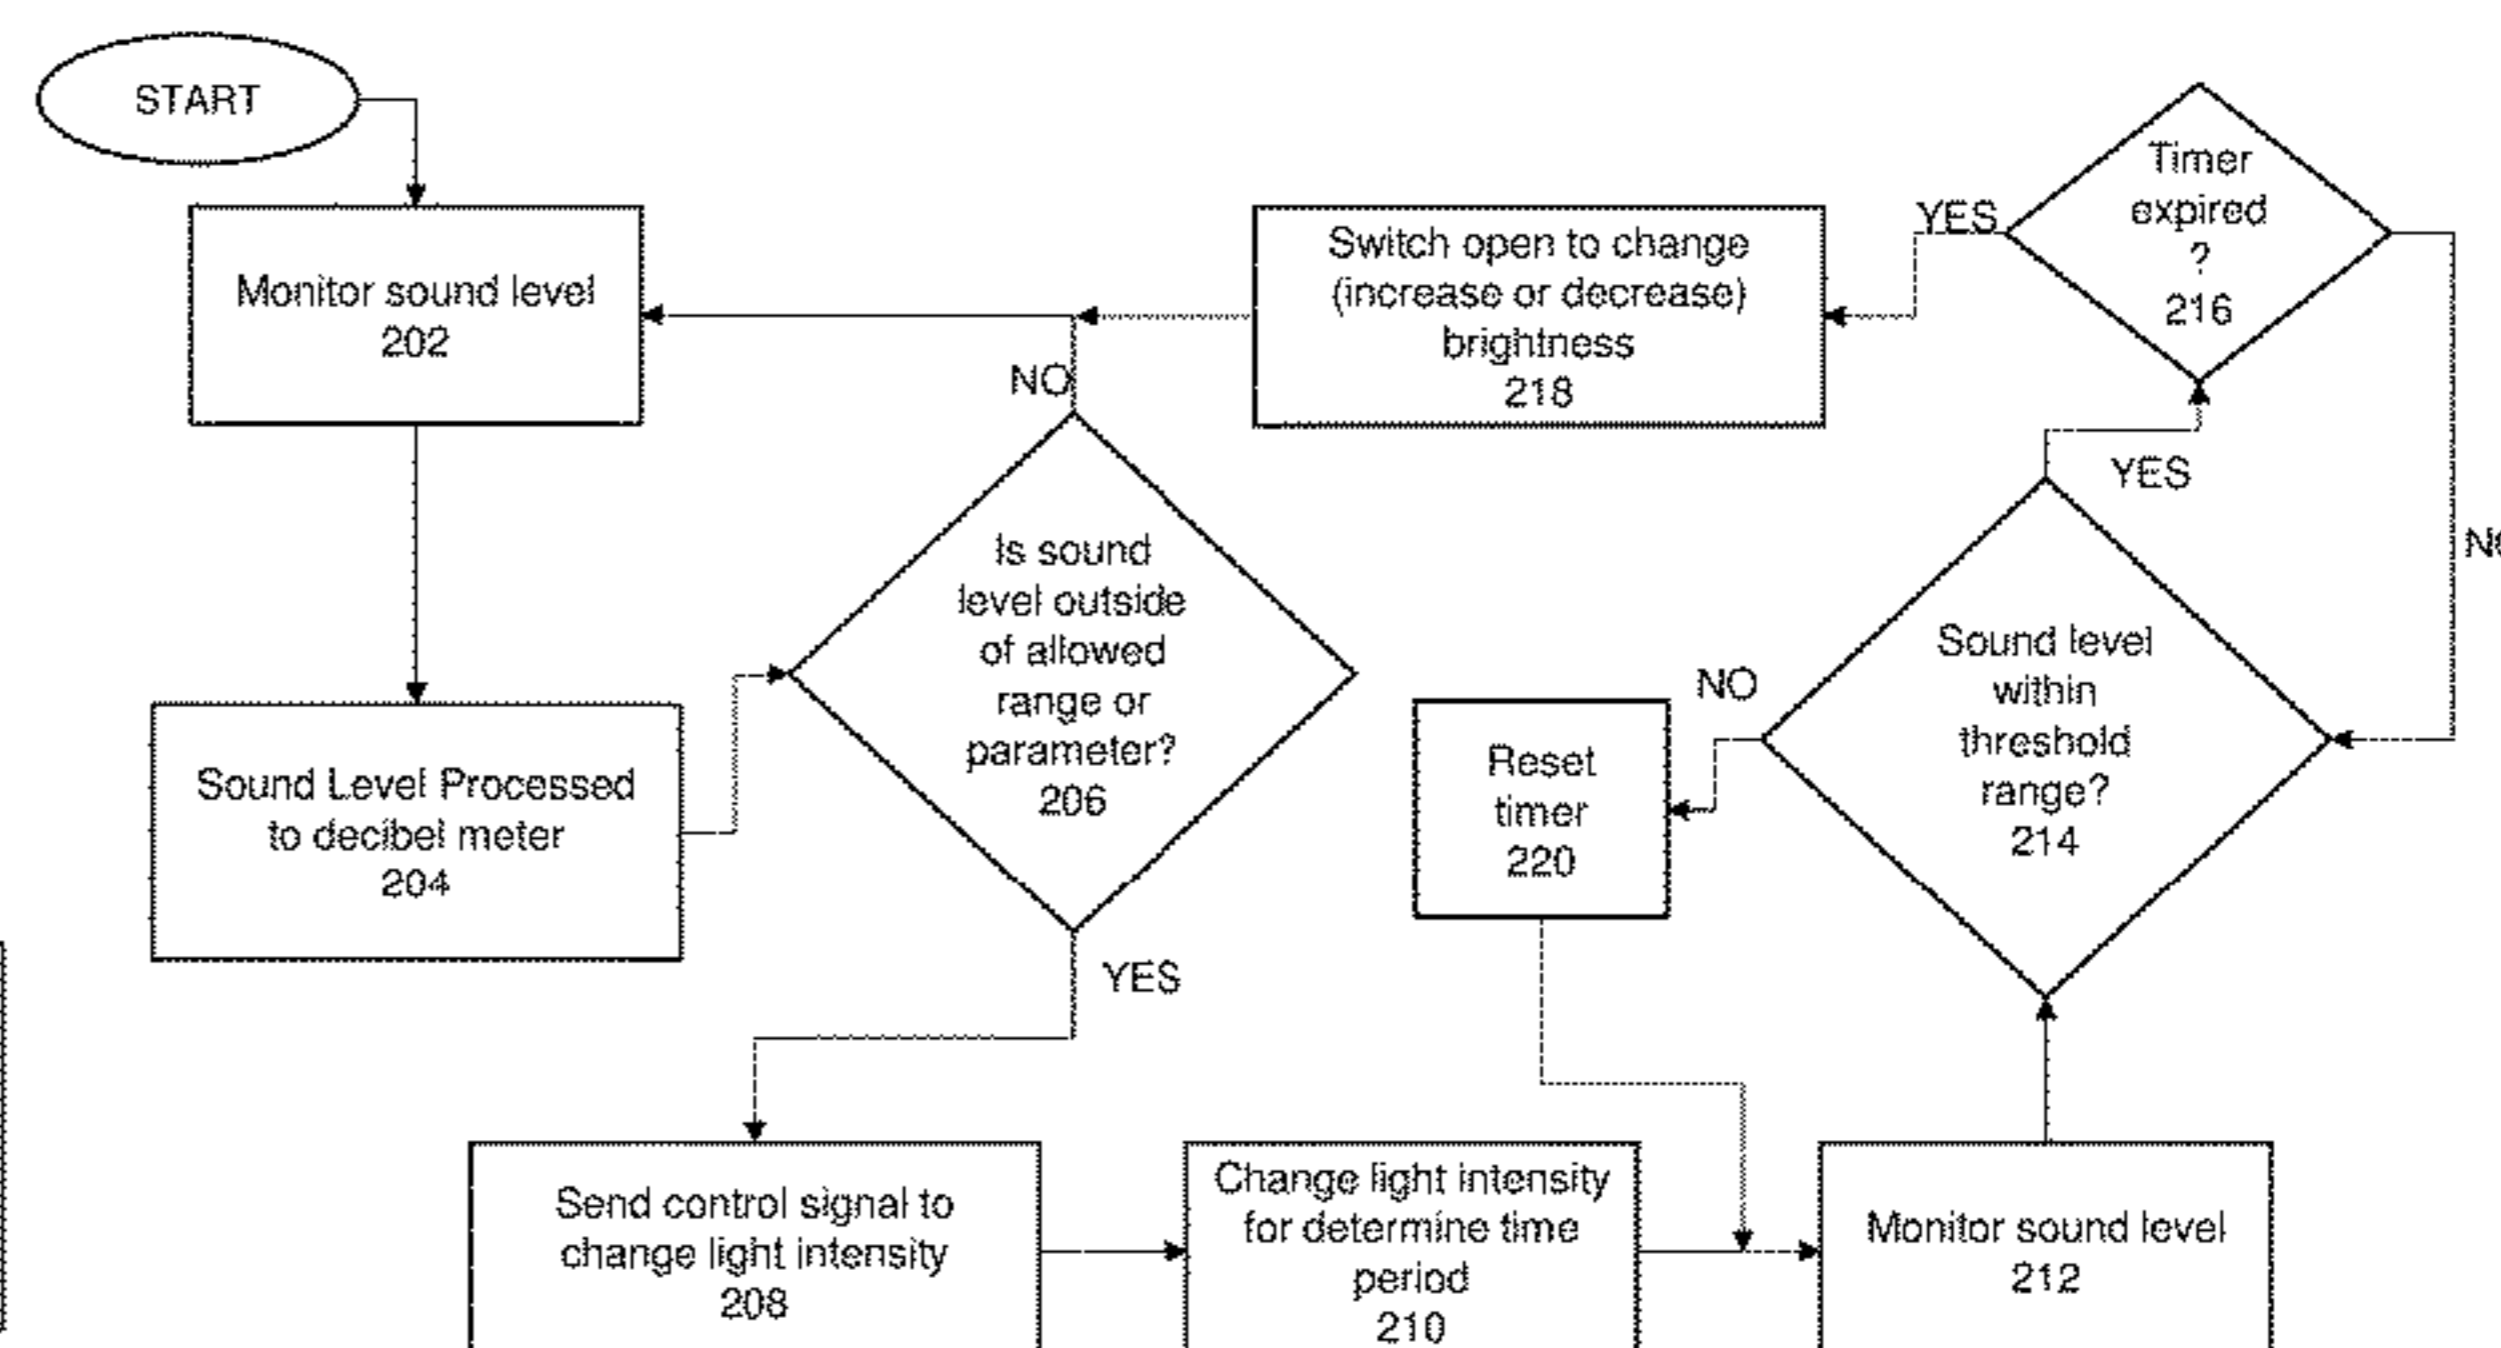 START
Monitor sound level
202
Sound Level Processed
to decibel meter
204
Is sound
level outside
of allowed
range or
parameter?
206
NO
YES
Send control signal to
change light intensity
208
Change light intensity
for determine time
period
210
Monitor sound level
212
Sound level
within
threshold
range?
214
NO
Reset
timer
220
YES
Timer
expired
?
216
YES
Switch open to change
(increase or decrease)
brightness
218